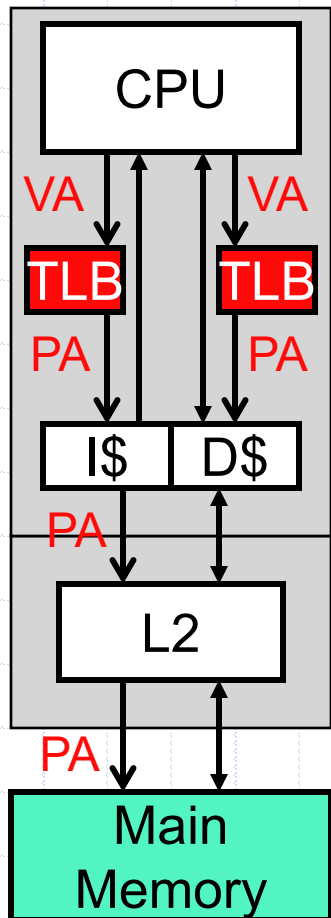 CPU
VA VA
TLB TLB
PA PA
I$ D$
PA
L2
PA
Main
Memory